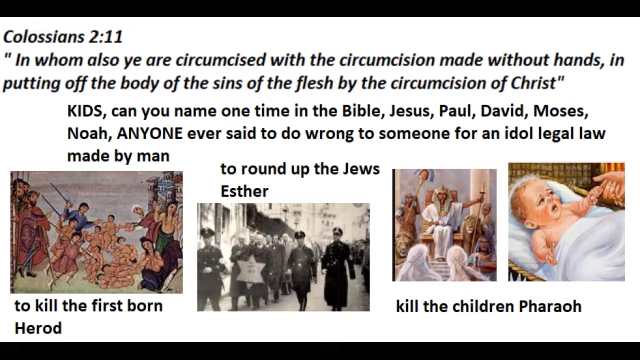 Colossians 2:11
" In whom also ye are circumcised with the circumcision made without hands, in
putting off the body of the sins of the flesh by the circumcision of Christ"
KIDS, can you name one time in the Bible, Jesus, Paul, David, Moses,
Noah, ANYONE ever said to do wrong to someone for an idol legal law
made by man
to round up the Jews
Esther
to kill the first born
Herod
kill the children Pharaoh